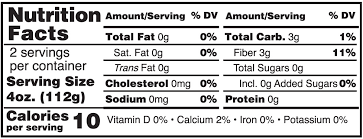 Nutrition Facts
2 servings per container
Serving Size 4oz. (112g)
Calories per serving 10
Amount/Serving % DV
Total Fat 0g 0%
Sat. Fat 0g 0%
Trans Fat 0g
Cholesterol 0mg 0%
Sodium 0mg 0%
Amount/Serving % DV
Total Carb. 3g 1%
Fiber 3g 11%
Total Sugars 0g
Incl. 0g Added Sugars 0%
Protein 0g
Vitamin D 0% • Calcium 2% • Iron 0% • Potassium 0%